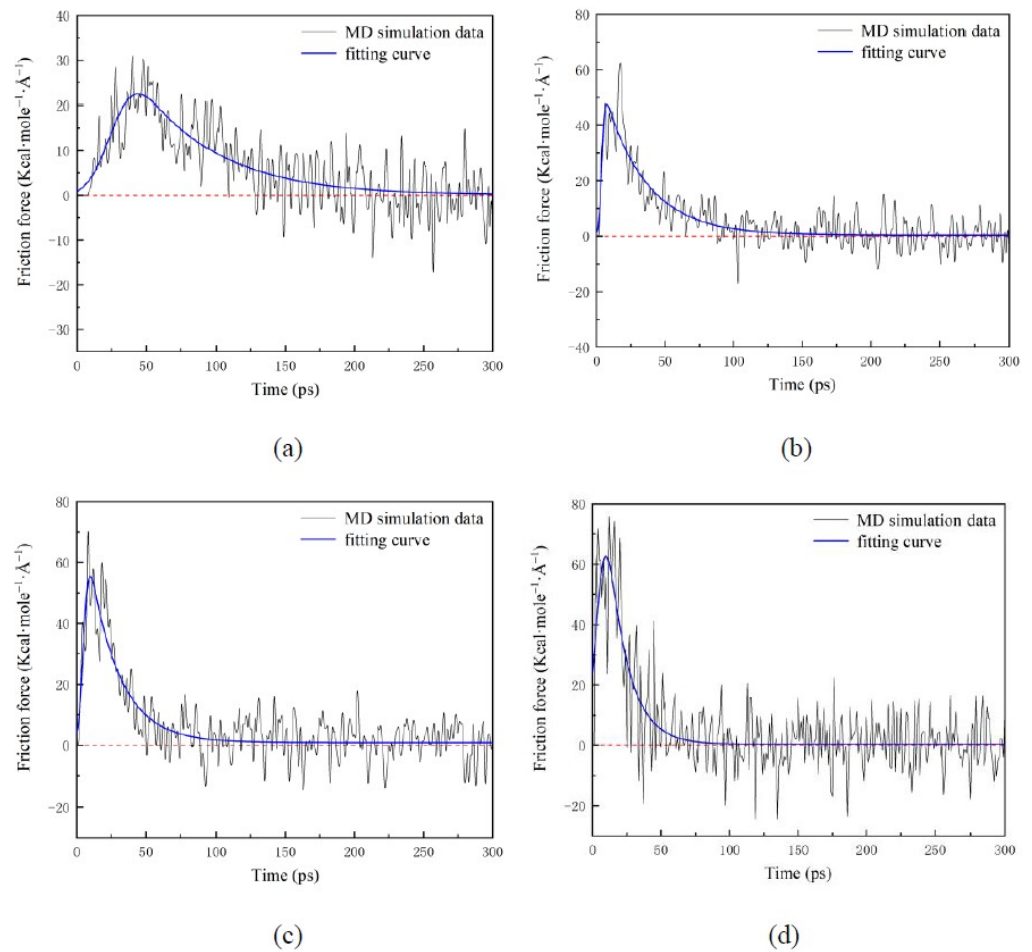 40
30
20
10
0
−10
−20
−30
Friction force (Kcal·mole⁻¹·Å⁻¹)
MD simulation data
fitting curve
0 50 100 150 200 250 300
Time (ps)
(a)
80
60
40
20
0
−20
−40
Friction force (Kcal·mole⁻¹·Å⁻¹)
MD simulation data
fitting curve
0 50 100 150 200 250 300
Time (ps)
(b)
80
60
40
20
0
−20
Friction force (Kcal·mole⁻¹·Å⁻¹)
MD simulation data
fitting curve
0 50 100 150 200 250 300
Time (ps)
(c)
80
60
40
20
0
−20
Friction force (Kcal·mole⁻¹·Å⁻¹)
MD simulation data
fitting curve
0 50 100 150 200 250 300
Time (ps)
(d)